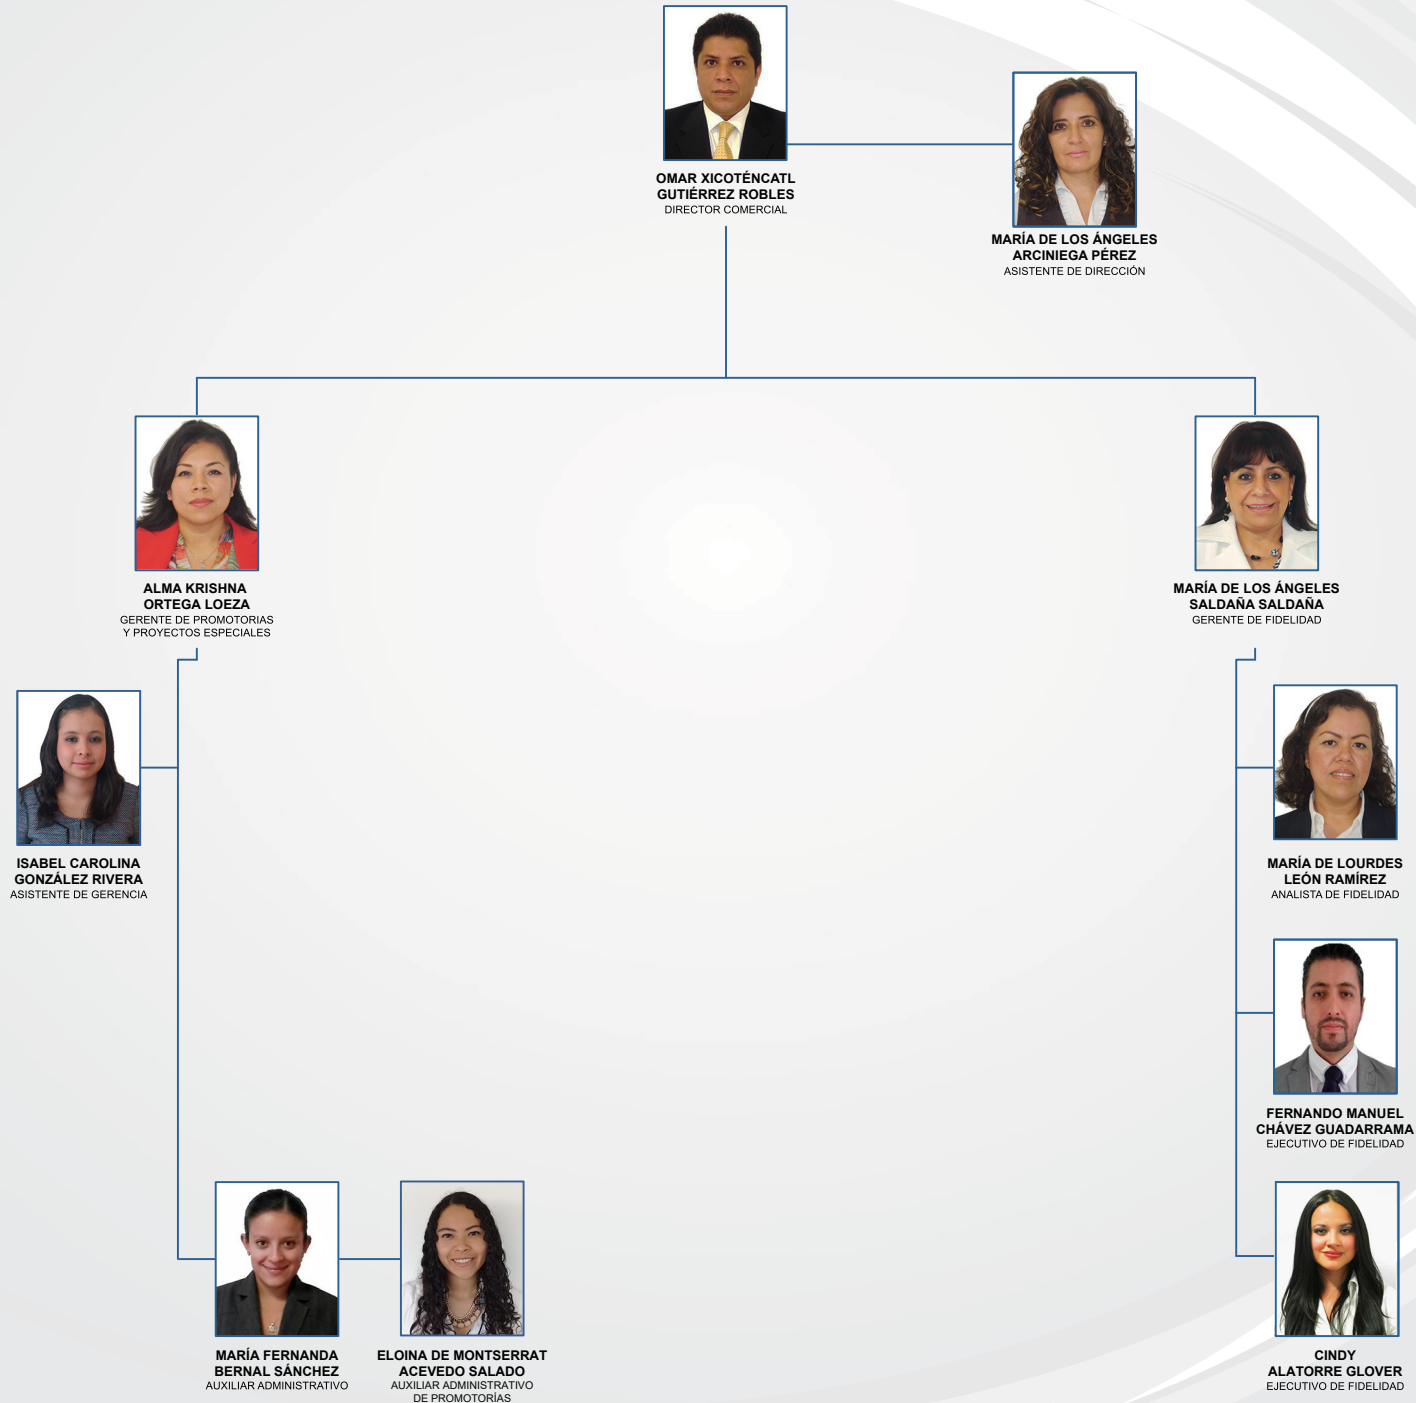 OMAR XICOTÉNCATL
GUTIÉRREZ ROBLES
DIRECTOR COMERCIAL
MARÍA DE LOS ÁNGELES
ARCINIEGA PÉREZ
ASISTENTE DE DIRECCIÓN
ALMA KRISHNA
ORTEGA LOEZA
GERENTE DE PROMOTORIAS
Y PROYECTOS ESPECIALES
MARÍA DE LOS ÁNGELES
SALDAÑA SALDAÑA
GERENTE DE FIDELIDAD
ISABEL CAROLINA
GONZÁLEZ RIVERA
ASISTENTE DE GERENCIA
MARÍA DE LOURDES
LEÓN RAMÍREZ
ANALISTA DE FIDELIDAD
FERNANDO MANUEL
CHÁVEZ GUADARRAMA
EJECUTIVO DE FIDELIDAD
MARÍA FERNANDA
BERNAL SÁNCHEZ
AUXILIAR ADMINISTRATIVO
ELOINA DE MONTSERRAT
ACEVEDO SALADO
AUXILIAR ADMINISTRATIVO
DE PROMOTORÍAS
CINDY
ALATORRE GLOVER
EJECUTIVO DE FIDELIDAD